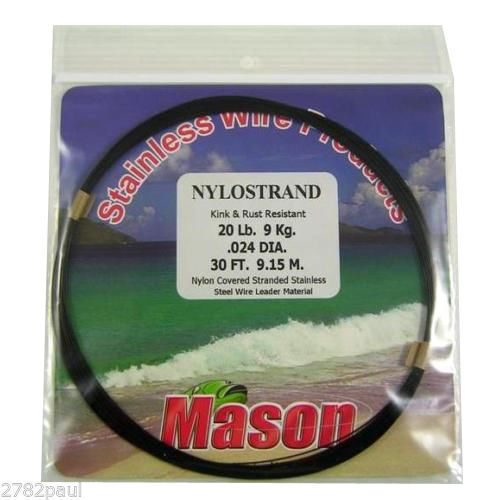 Stainless Wire Products
NYLOSTRAND
Kink & Rust Resistant
20 Lb. 9 Kg.
.024 DIA.
30 FT. 9.15 M.
Nylon Covered Stranded Stainless
Steel Wire Leader Material
Mason
2782paul